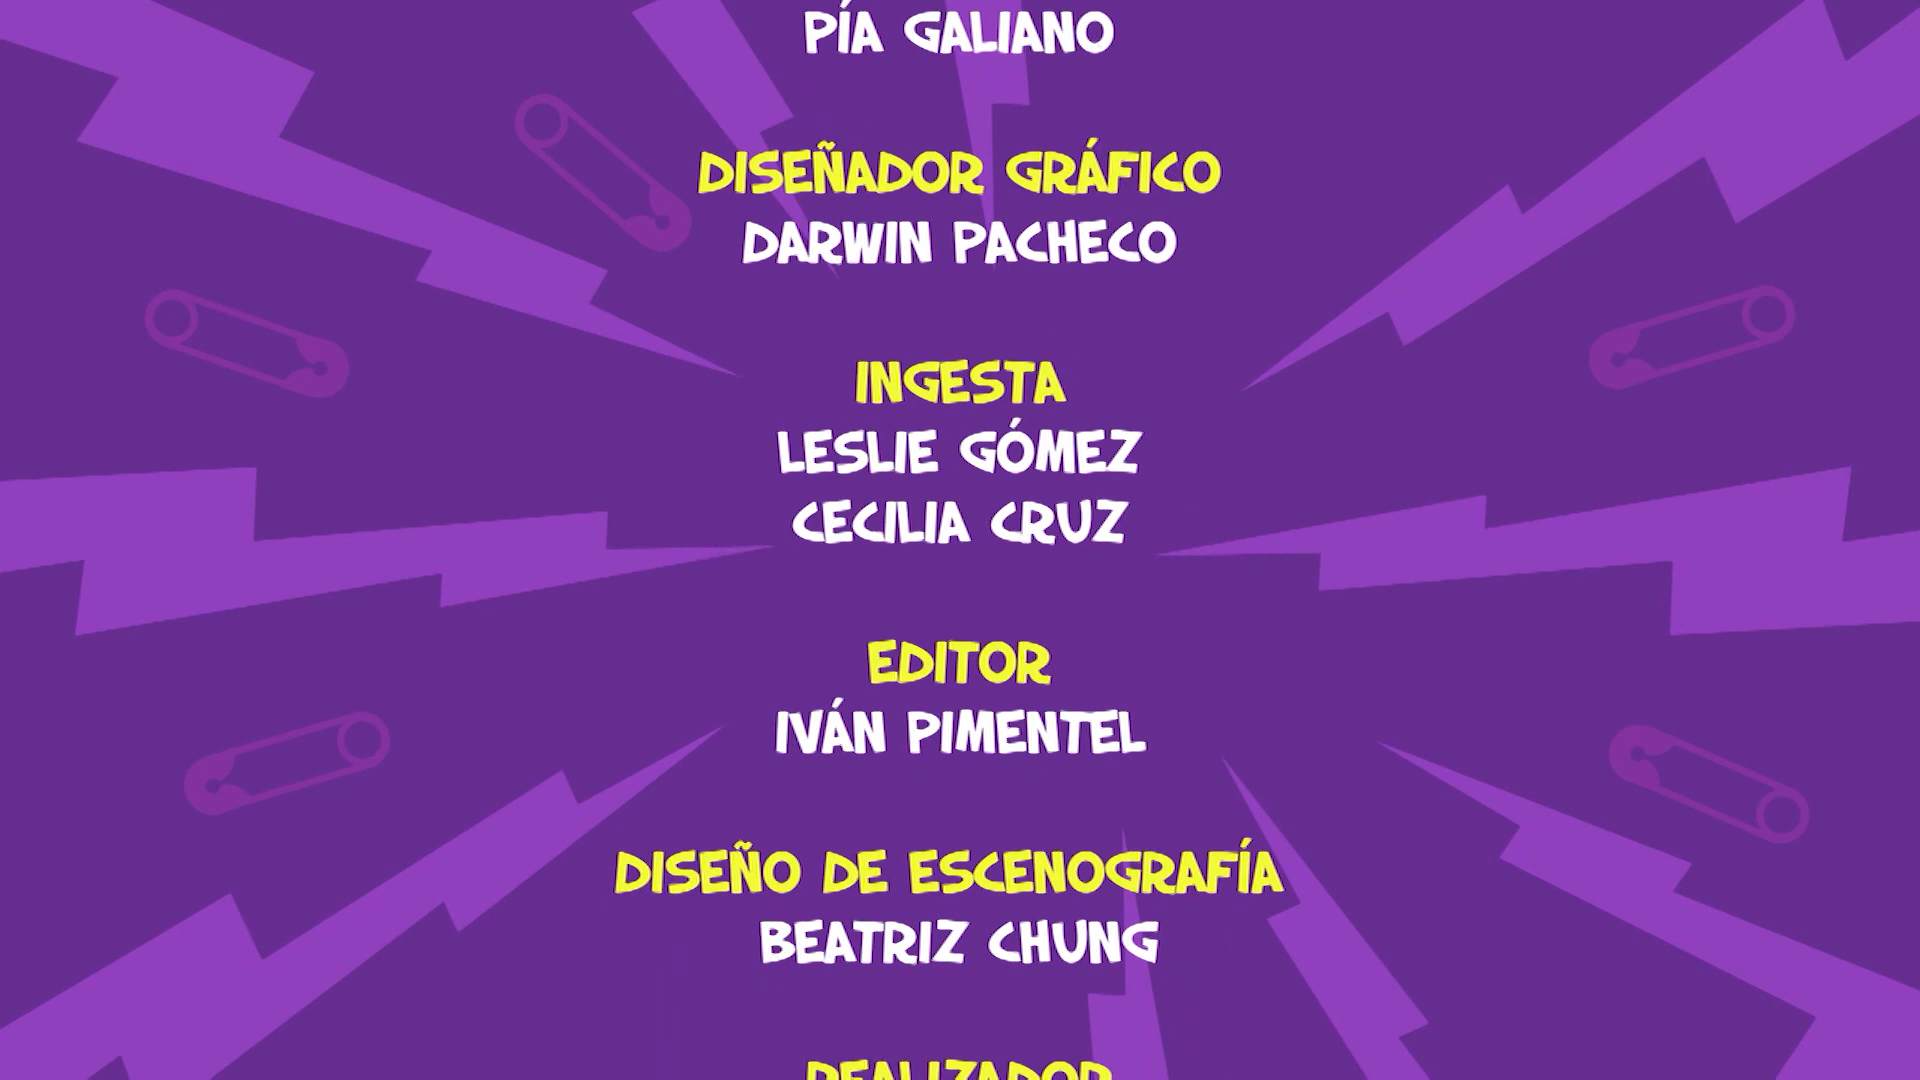 PÍA GALIANO
DISEÑADOR GRÁFICO
DARWIN PACHECO
INGESTA
LESLIE GÓMEZ
CECILIA CRUZ
EDITOR
IVÁN PIMENTEL
DISEÑO DE ESCENOGRAFÍA
BEATRIZ CHUNG
REALIZADOR